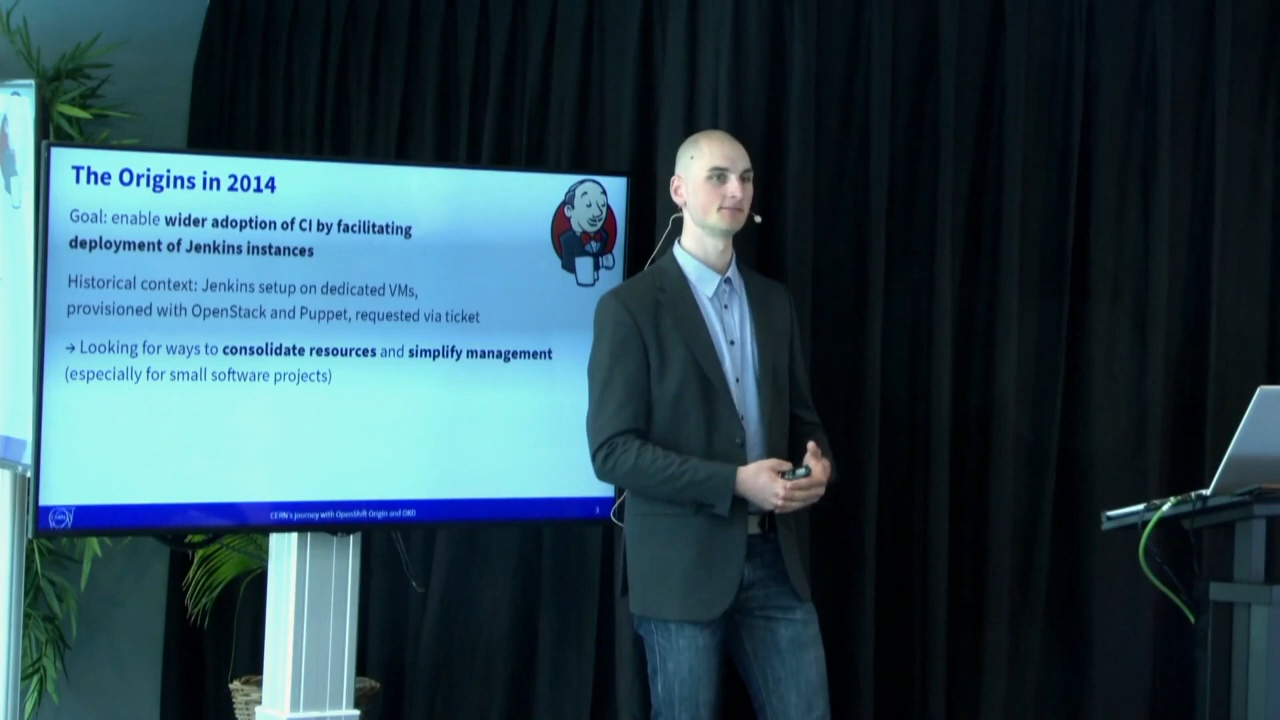 The Origins in 2014
Goal: enable wider adoption of CI by facilitating
deployment of Jenkins instances
Historical context: Jenkins setup on dedicated VMs,
provisioned with OpenStack and Puppet, requested via ticket
→ Looking for ways to consolidate resources and simplify management
(especially for small software projects)
CERN
CERN's journey with OpenShift Origin and OKD
3